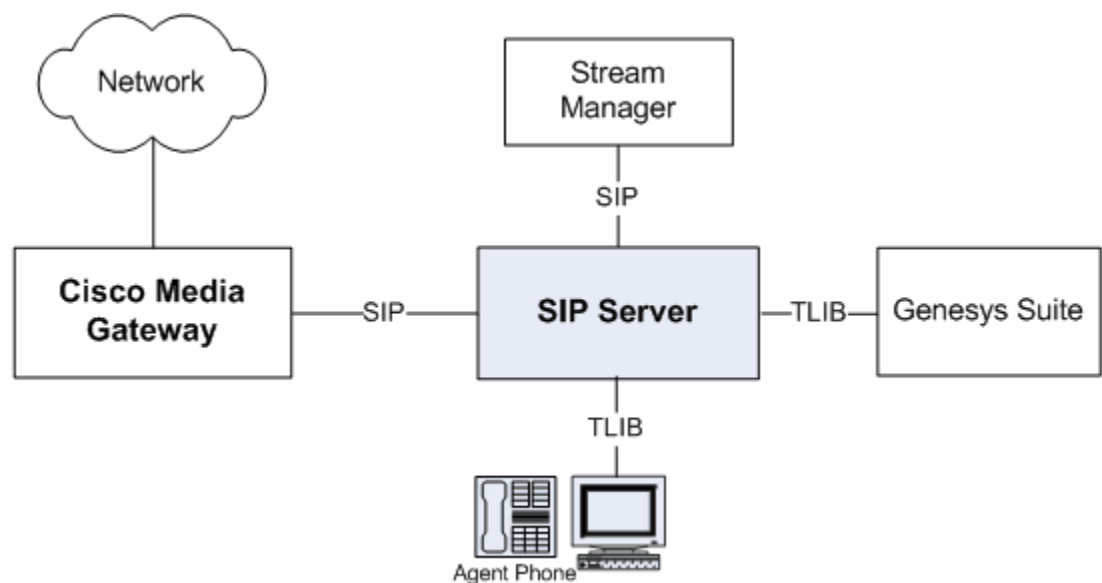 Network
Stream
Manager
SIP
Cisco Media
Gateway
SIP
SIP Server
TLIB
Genesys Suite
TLIB
Agent Phone